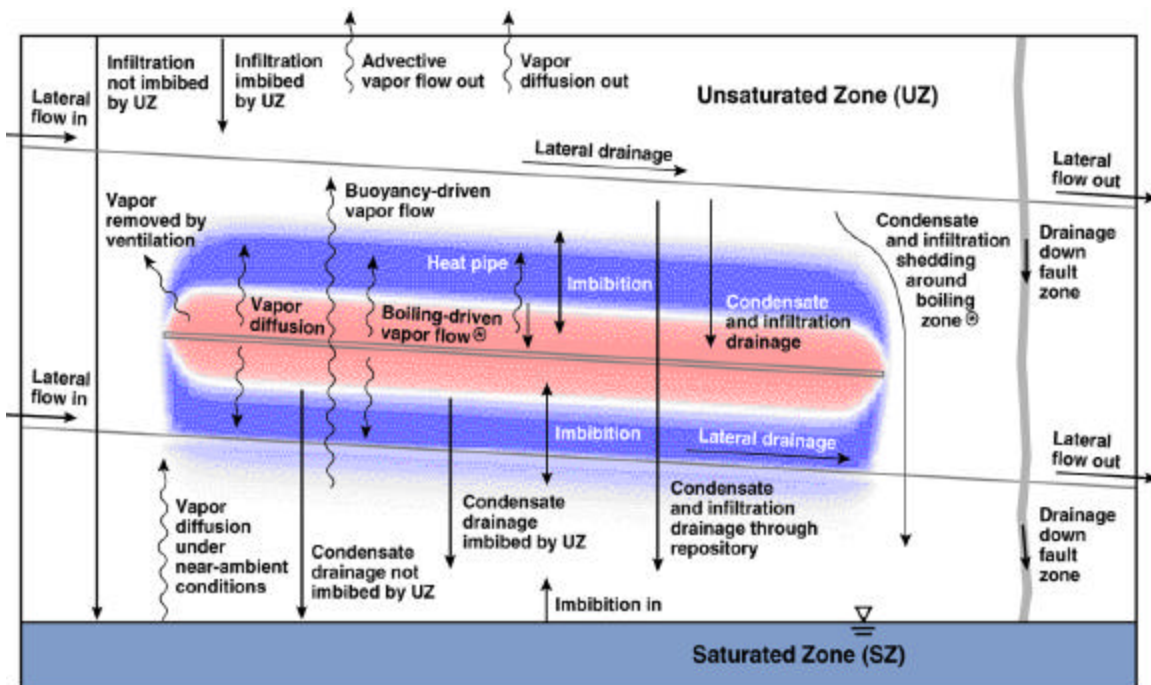 Infiltration
not imbibed
by UZ
Infiltration
imbibed
by UZ
Advective
vapor flow out
Vapor
diffusion out
Unsaturated Zone (UZ)
Lateral
flow in
Lateral drainage
Lateral
flow out
Vapor
removed by
ventilation
Buoyancy-driven
vapor flow
Condensate
and infiltration
shedding
around
boiling
zone
Drainage
down
fault
zone
Heat pipe
Imbibition
Vapor
diffusion
Boiling-driven
vapor flow
Condensate
and infiltration
drainage
Lateral
flow in
Imbibition
Lateral drainage
Lateral
flow out
Vapor
diffusion
under
near-ambient
conditions
Condensate
drainage
imbibed by UZ
Condensate
and infiltration
drainage through
repository
Drainage
down
fault
zone
Condensate
drainage not
imbibed by UZ
Imbibition in
Saturated Zone (SZ)